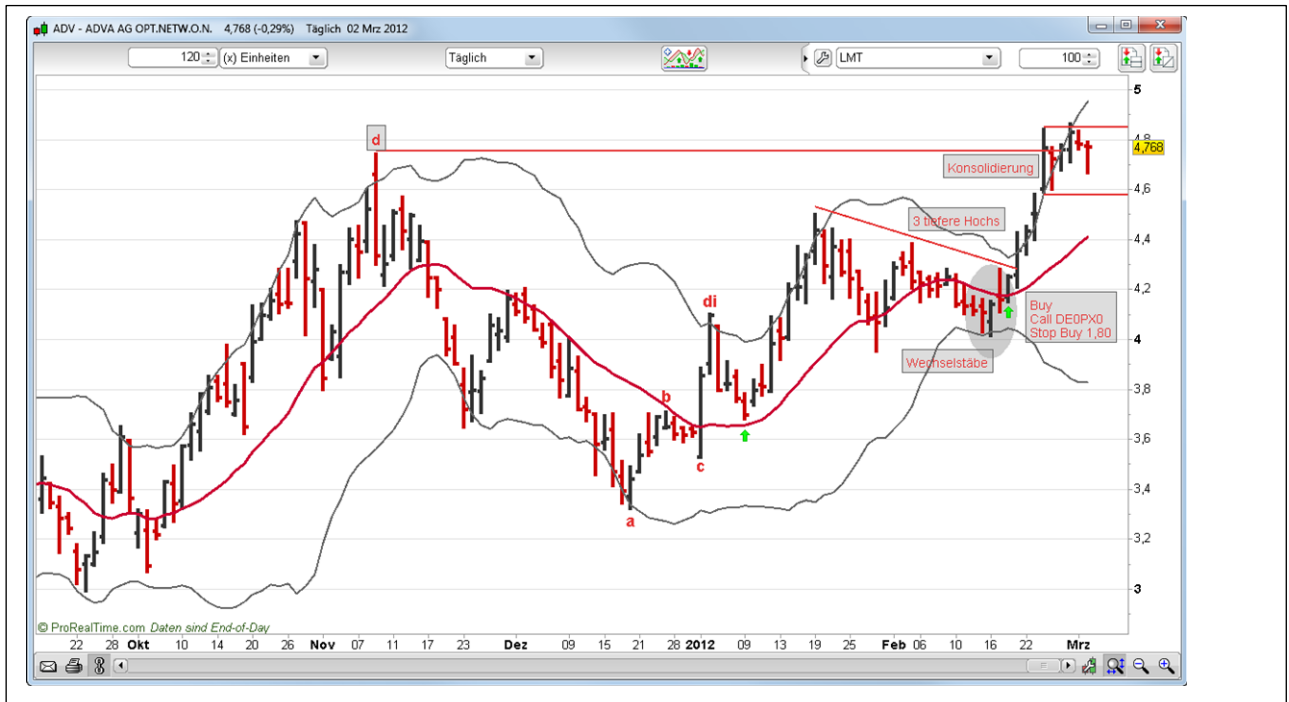 ADV - ADVA AG OPT.NETW.O.N. 4,768 (-0,29%) Täglich 02 Mrz 2012
120 (x) Einheiten Täglich LMT 100
5
d
4,8
4,768
Konsolidierung
4,6
3 tiefere Hochs
4,4
di
4,2
Buy
Call DE0PX0
Stop Buy 1,80
4
Wechselstäbe
3,8
b
3,6
c
3,4
a
3,2
3
© ProRealTime.com Daten sind End-of-Day
22 28 Okt 10 14 20 26 Nov 07 11 17 23 Dez 09 15 21 28 2012 09 13 19 25 Feb 06 10 16 22 Mrz